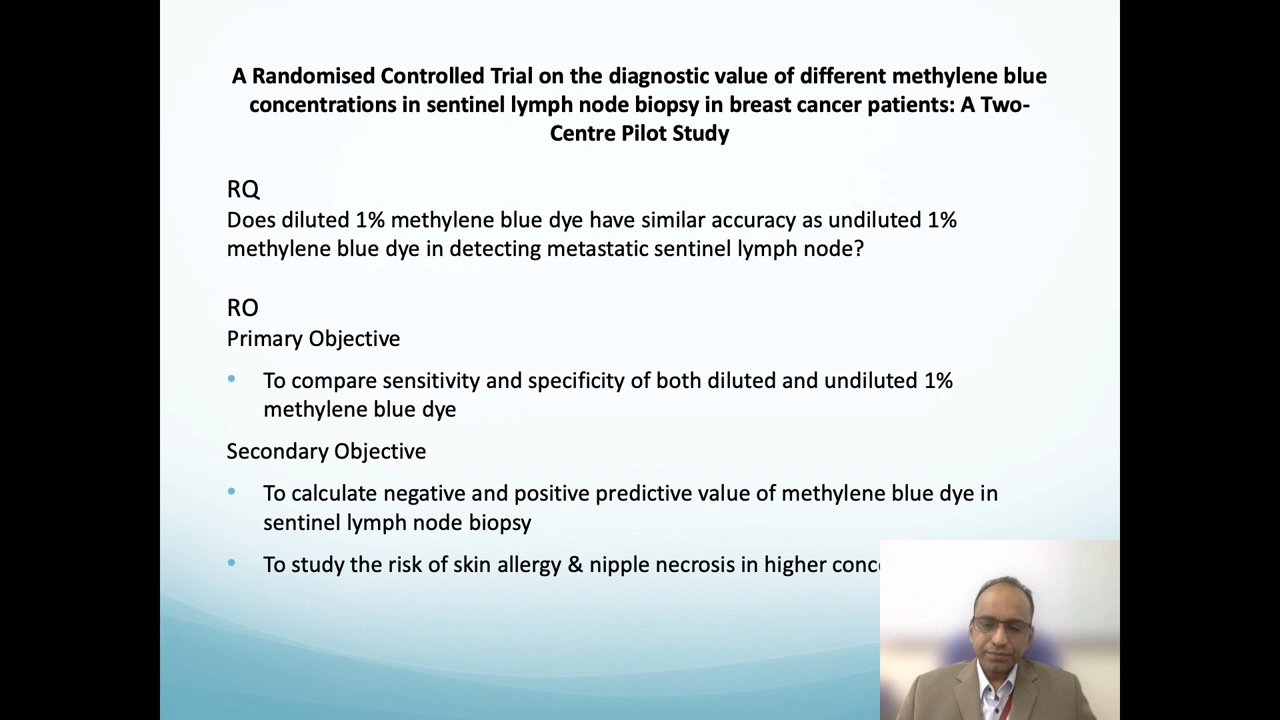 A Randomised Controlled Trial on the diagnostic value of different methylene blue
concentrations in sentinel lymph node biopsy in breast cancer patients: A Two-
Centre Pilot Study
RQ
Does diluted 1% methylene blue dye have similar accuracy as undiluted 1%
methylene blue dye in detecting metastatic sentinel lymph node?
RO
Primary Objective
• To compare sensitivity and specificity of both diluted and undiluted 1%
methylene blue dye
Secondary Objective
• To calculate negative and positive predictive value of methylene blue dye in
sentinel lymph node biopsy
• To study the risk of skin allergy & nipple necrosis in higher